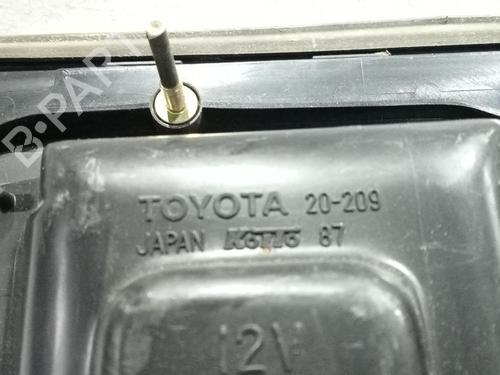 B-PARTS
TOYOTA 20-209
JAPAN KOITO 87
12V